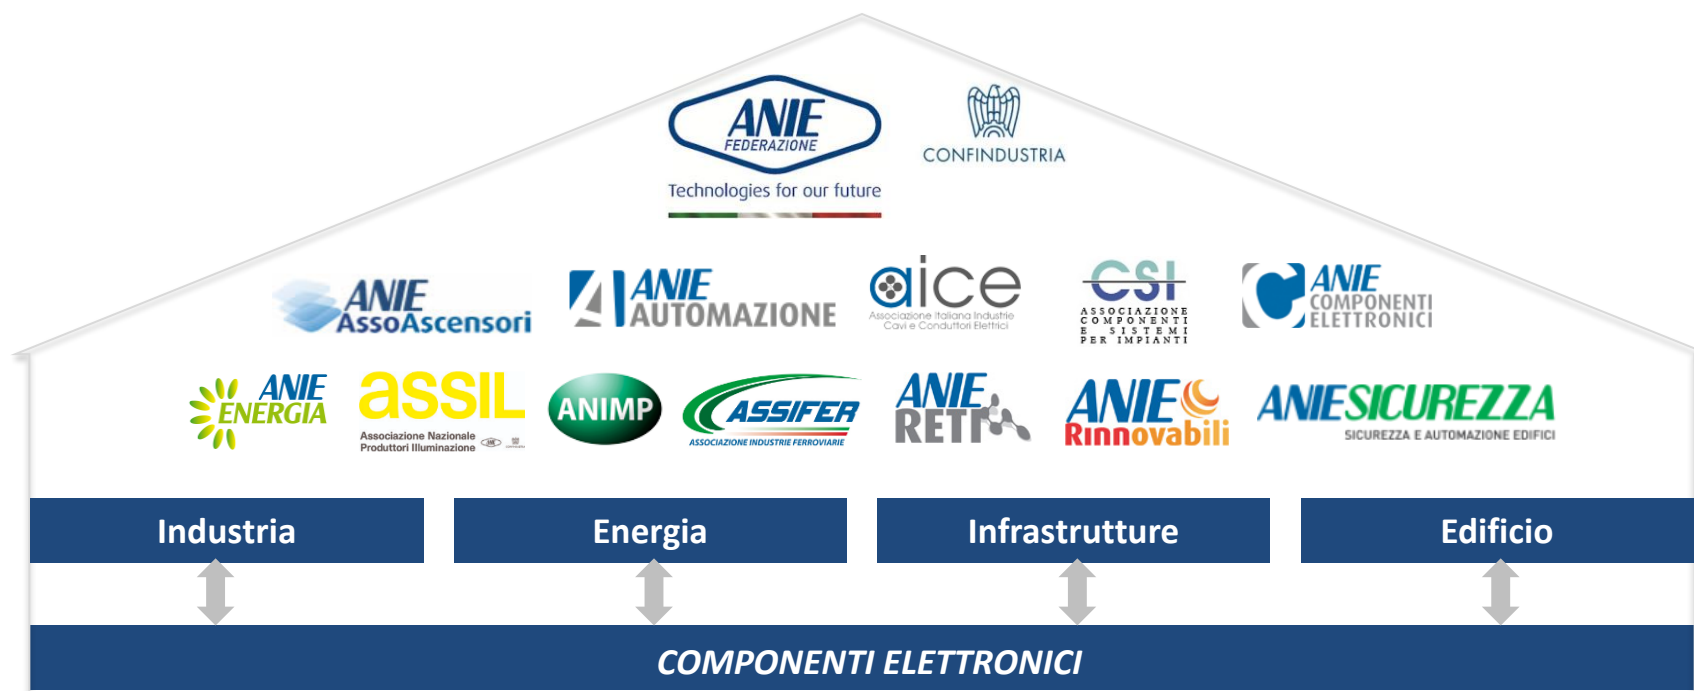 ANIE
FEDERAZIONE
Technologies for our future
CONFINDUSTRIA
ANIE
AssoAscensori
ANIE
AUTOMAZIONE
aice
Associazione Italiana Industrie
Cavi e Conduttori Elettrici
CSI
ASSOCIAZIONE
COMPONENTI
E SISTEMI
PER IMPIANTI
ANIE
COMPONENTI
ELETTRONICI
ANIE
ENERGIA
assIL
Associazione Nazionale
Produttori Illuminazione
ANIMP
ASSIFER
ASSOCIAZIONE INDUSTRIE FERROVIARIE
ANIE
RETI
ANIE
Rinnovabili
ANIESICUREZZA
SICUREZZA E AUTOMAZIONE EDIFICI
Industria
Energia
Infrastrutture
Edificio
COMPONENTI ELETTRONICI